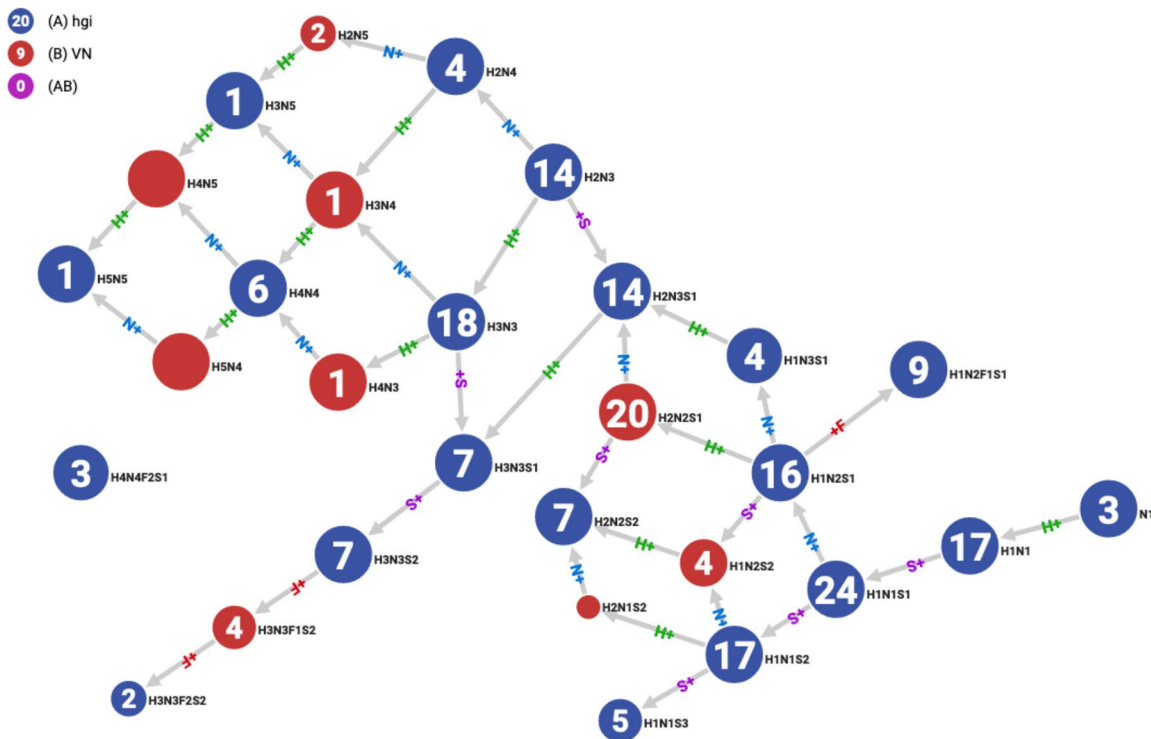 20 (A) hgi
9 (B) VN
0 (AB)
2 H2N5
N+
4 H2N4
H+
1 H3N5
H+
H+
N+
N+
14 H2N3
H4N5
1 H3N4
S+
H+
H+
H+
N+
N+
1 H5N5
6 H4N4
14 H2N3S1
18 H3N3
N+
H+
N+
H+
H+
4 H1N3S1
H5N4
N+
H+
9 H1N2F1S1
1 H4N3
S+
20 H2N2S1
N+
F+
H+
S+
3 H4N4F2S1
7 H3N3S1
16 H1N2S1
S+
S+
3 N1
7 H2N2S2
H+
17 H1N1
H+
N+
7 H3N3S2
4 H1N2S2
S+
N+
24 H1N1S1
F+
H2N1S2
N+
S+
4 H3N3F1S2
H+
17 H1N1S2
F+
S+
2 H3N3F2S2
5 H1N1S3